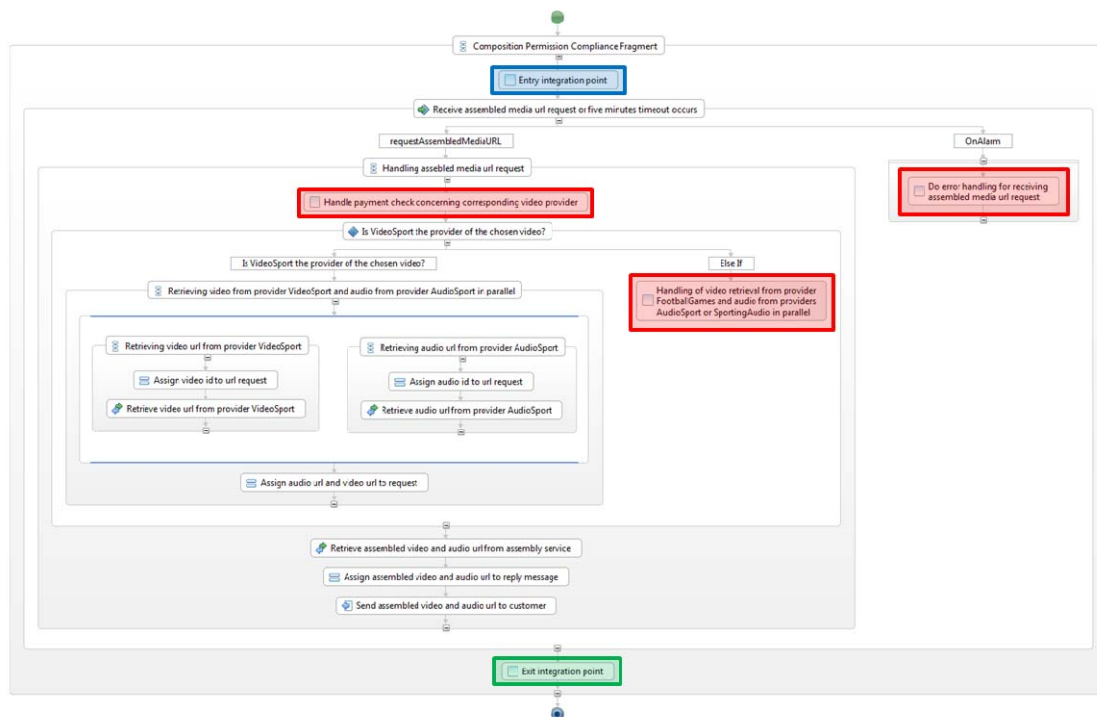 Composition Permission Compliance Fragment
Entry integration point
Receive assembled media url request or five minutes timeout occurs
requestAssembledMediaURL
OnAlarm
Handling assebled media url request
Do error handling for receiving
assembled media url request
Handle payment check concerning corresponding video provider
Is VideoSport the provider of the chosen video?
Is VideoSport the provider of the chosen video?
Else If
Retrieving video from provider VideoSport and audio from provider AudioSport in parallel
Handling of video retrieval from provider
FootballGames and audio from providers
AudioSport or SportingAudio in parallel
Retrieving video url from provider VideoSport
Retrieving audio url from provider AudioSport
Assign video id to url request
Assign audio id to url request
Retrieve video url from provider VideoSport
Retrieve audio url from provider AudioSport
Assign audio url and video url to request
Retrieve assembled video and audio url from assembly service
Assign assembled video and audio url to reply message
Send assembled video and audio url to customer
Exit integration point